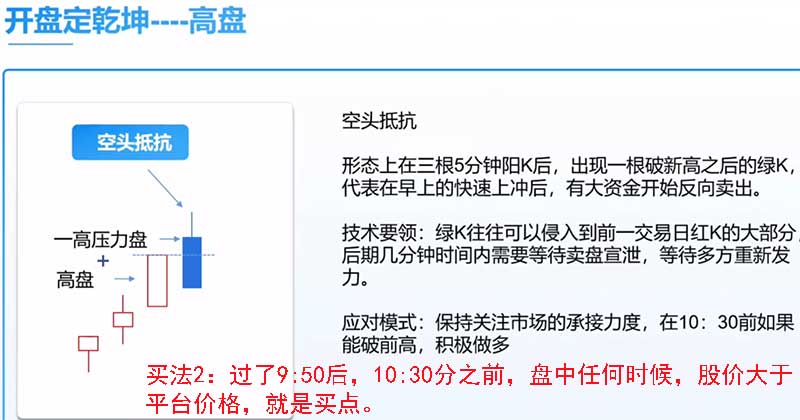 开盘定乾坤----高盘
空头抵抗
一高压力盘
+
高盘
空头抵抗
形态上在三根5分钟阳K后，出现一根破新高之后的绿K，
代表在早上的快速上冲后，有大资金开始反向卖出。
技术要领：绿K往往可以侵入到前一交易日红K的大部分，
后期几分钟时间内需要等待卖盘宣泄，等待多方重新发
力。
应对模式：保持关注市场的承接力度，在10：30前如果
能破前高，积极做多
买法2：过了9:50后，10:30分之前，盘中任何时候，股价大于
平台价格，就是买点。